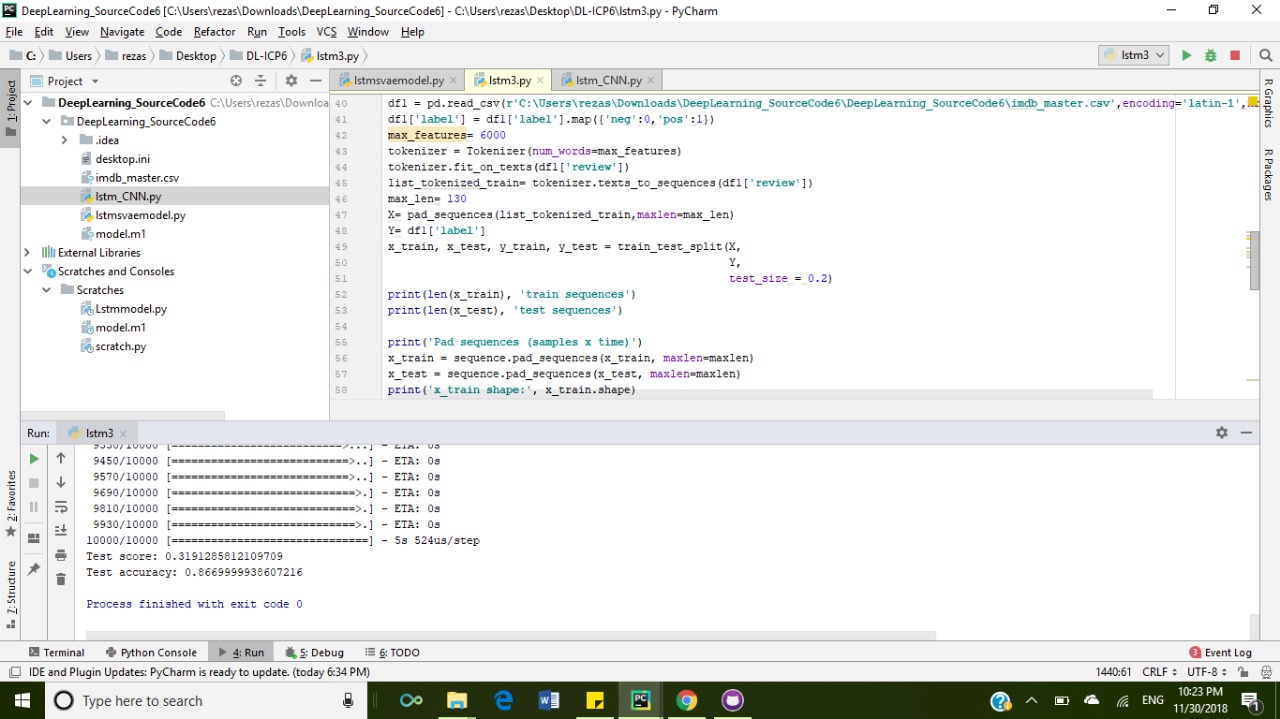 DeepLearning_SourceCode6 [C:\Users\rezas\Downloads\DeepLearning_SourceCode6] - C:\Users\rezas\Desktop\DL-ICP6\lstm3.py - PyCharm
File Edit View Navigate Code Refactor Run Tools VCS Window Help
C: Users rezas Desktop DL-ICP6 lstm3.py lstm3
Project
lstmsvaemodel.py lstm3.py lstm_CNN.py
1: Project
DeepLearning_SourceCode6 C:\Users\rezas\Downloa
DeepLearning_SourceCode6
.idea
desktop.ini
imdb_master.csv
lstm_CNN.py
lstmsvaemodel.py
model.m1
External Libraries
Scratches and Consoles
Scratches
Lstmmodel.py
model.m1
scratch.py
40 df1 = pd.read_csv(r'C:\Users\rezas\Downloads\DeepLearning_SourceCode6\DeepLearning_SourceCode6\imdb_master.csv',encoding='latin-1',
41 df1['label'] = df1['label'].map({'neg':0,'pos':1})
42 max_features= 6000
43 tokenizer = Tokenizer(num_words=max_features)
44 tokenizer.fit_on_texts(df1['review'])
45 list_tokenized_train= tokenizer.texts_to_sequences(df1['review'])
46 max_len= 130
47 X= pad_sequences(list_tokenized_train,maxlen=max_len)
48 Y= df1['label']
49 x_train, x_test, y_train, y_test = train_test_split(X,
50 Y,
51 test_size = 0.2)
52 print(len(x_train), 'train sequences')
53 print(len(x_test), 'test sequences')
54
55 print('Pad sequences (samples x time)')
56 x_train = sequence.pad_sequences(x_train, maxlen=maxlen)
57 x_test = sequence.pad_sequences(x_test, maxlen=maxlen)
58 print('x_train shape:', x_train.shape)
R Graphics
R Packages
Run: lstm3
9330/10000 [===========================>...] - ETA: 0s
9450/10000 [===========================>..] - ETA: 0s
9570/10000 [===========================>..] - ETA: 0s
9690/10000 [============================>.] - ETA: 0s
9810/10000 [============================>.] - ETA: 0s
9930/10000 [============================>.] - ETA: 0s
10000/10000 [==============================] - 5s 524us/step
Test score: 0.3191285812109709
Test accuracy: 0.8669999938607216
Process finished with exit code 0
2: Favorites
7: Structure
Terminal Python Console 4: Run 5: Debug 6: TODO 3 Event Log
IDE and Plugin Updates: PyCharm is ready to update. (today 6:34 PM) 1440:61 CRLF UTF-8
Type here to search
ENG
10:23 PM
11/30/2018
1